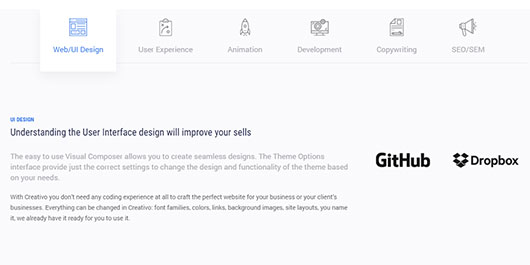 Web/UI Design User Experience Animation Development Copywriting SEO/SEM
UI DESIGN
Understanding the User Interface design will improve your sells
The easy to use Visual Composer allows you to create seamless designs. The Theme Options
interface provide just the correct settings to change the design and functionality of the theme based
on your needs.
GitHub Dropbox
With Creativo you don't need any coding experience at all to craft the perfect website for your business or your client's
businesses. Everything can be changed in Creativo: font families, colors, links, background images, site layouts, you name
it, we already have it ready for you to use it.